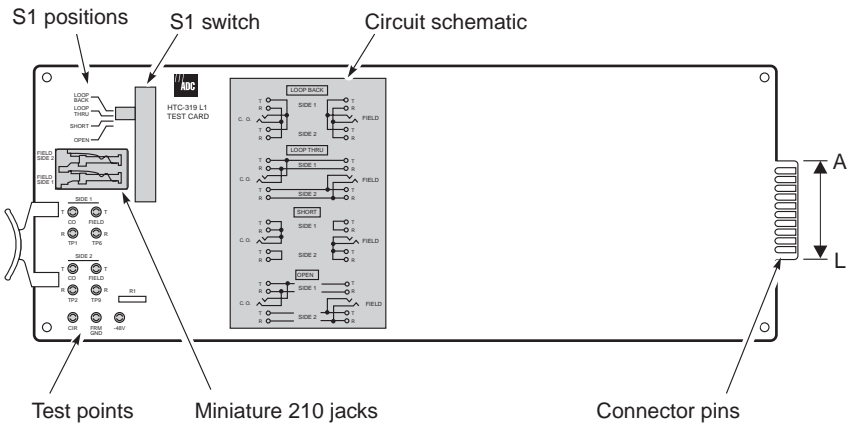 S1 positions
S1 switch
Circuit schematic
LOOP
BACK
LOOP
THRU
SHORT
OPEN
ADC
HTC-319 L1
TEST CARD
FIELD
SIDE 2
FIELD
SIDE 1
SIDE 1
T CO FIELD T
R TP1 TP6 R
SIDE 2
T CO FIELD T
R TP2 TP9 R
R1
CIR FRM GND -48V
LOOP BACK
T SIDE 1 T
R R
C. O. FIELD
T T
R SIDE 2 R
LOOP THRU
T T
R SIDE 1 R
C. O. FIELD
T T
R SIDE 2 R
SHORT
T SIDE 1 T
R R
C. O. FIELD
T SIDE 2 T
R R
OPEN
T T
R SIDE 1 R
C. O. FIELD
T SIDE 2 T
R R
A
L
Test points
Miniature 210 jacks
Connector pins